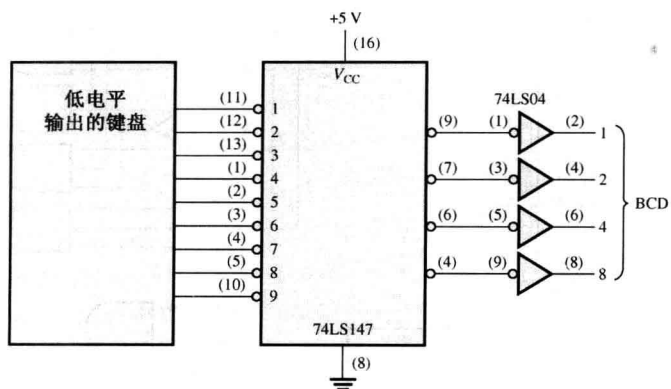 +5 V
(16)
V_CC
低电平
输出的键盘
74LS04
(11) 1
(12) 2
(13) 3
(1) 4
(2) 5
(3) 6
(4) 7
(5) 8
(10) 9
(9) (1) (2) 1
(7) (3) (4) 2
(6) (5) (6) 4
(4) (9) (8) 8
BCD
74LS147
(8)